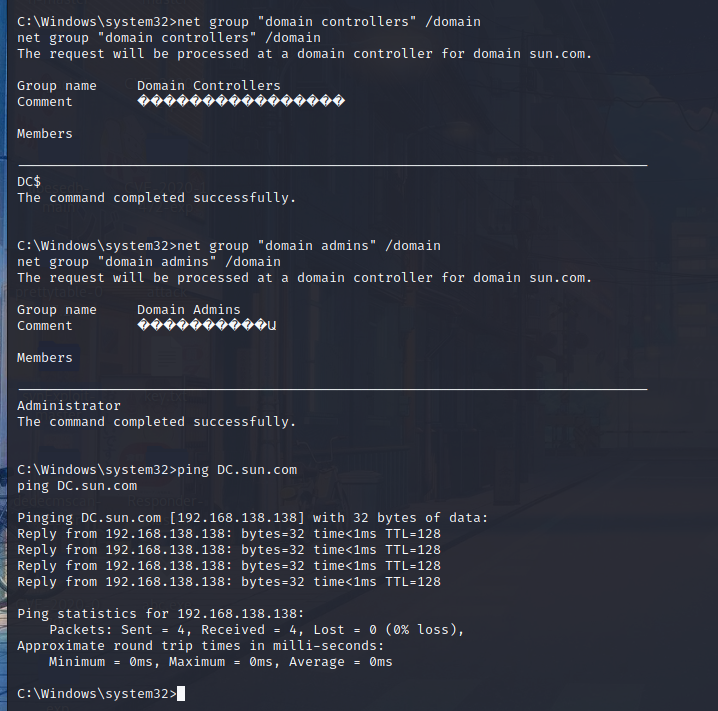 C:\Windows\system32>net group "domain controllers" /domain
net group "domain controllers" /domain
The request will be processed at a domain controller for domain sun.com.
Group name     Domain Controllers
Comment        �������������������
Members
-------------------------------------------------------------------------------
DC$
The command completed successfully.
C:\Windows\system32>net group "domain admins" /domain
net group "domain admins" /domain
The request will be processed at a domain controller for domain sun.com.
Group name     Domain Admins
Comment        ������������Ա
Members
-------------------------------------------------------------------------------
Administrator
The command completed successfully.
C:\Windows\system32>ping DC.sun.com
ping DC.sun.com
Pinging DC.sun.com [192.168.138.138] with 32 bytes of data:
Reply from 192.168.138.138: bytes=32 time<1ms TTL=128
Reply from 192.168.138.138: bytes=32 time<1ms TTL=128
Reply from 192.168.138.138: bytes=32 time<1ms TTL=128
Reply from 192.168.138.138: bytes=32 time<1ms TTL=128
Ping statistics for 192.168.138.138:
    Packets: Sent = 4, Received = 4, Lost = 0 (0% loss),
Approximate round trip times in milli-seconds:
    Minimum = 0ms, Maximum = 0ms, Average = 0ms
C:\Windows\system32>